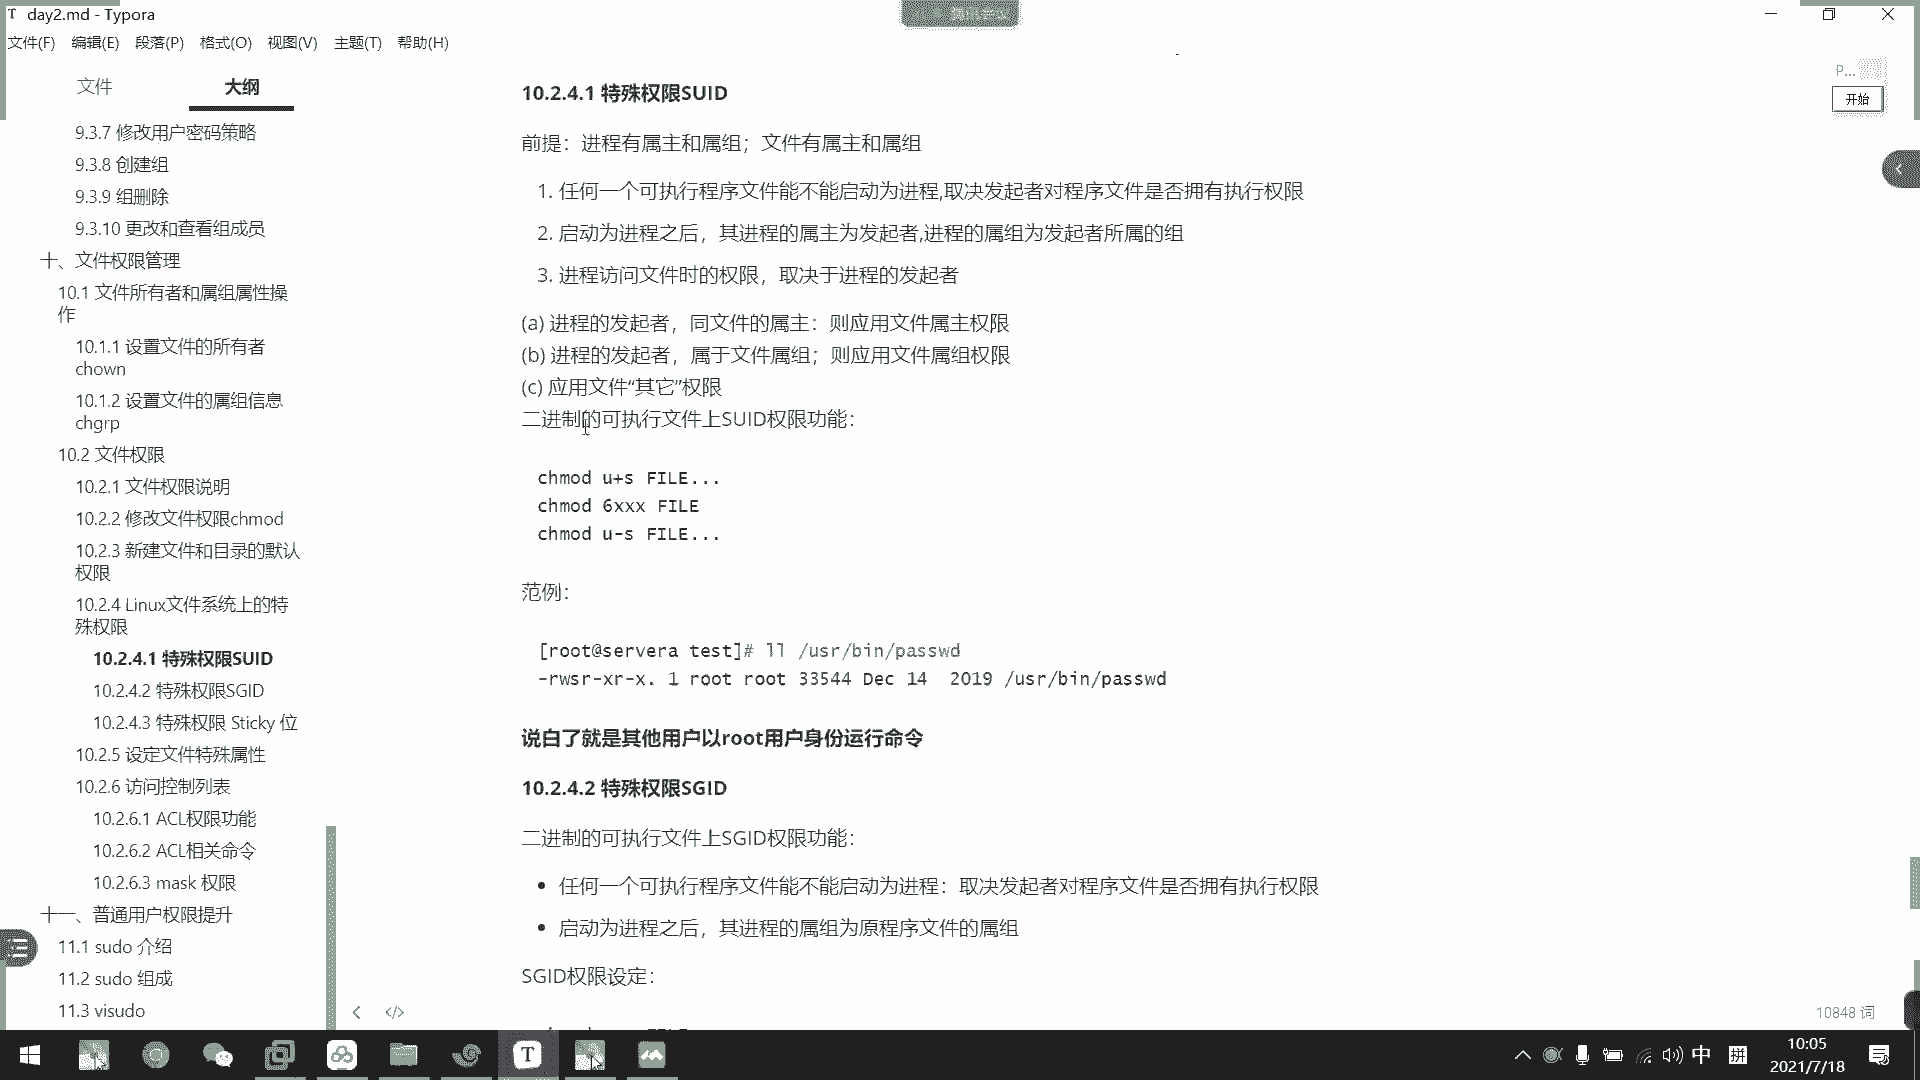 day2.md - Typora
文件(F) 编辑(E) 段落(P) 格式(O) 视图(V) 主题(T) 帮助(H)
文件 大纲
9.3.7 修改用户密码策略
9.3.8 创建组
9.3.9 组删除
9.3.10 更改和查看组成员
十、文件权限管理
10.1 文件所有者和属组属性操
作
10.1.1 设置文件的所有者
chown
10.1.2 设置文件的属组信息
chgrp
10.2 文件权限
10.2.1 文件权限说明
10.2.2 修改文件权限chmod
10.2.3 新建文件和目录的默认
权限
10.2.4 Linux文件系统上的特
殊权限
10.2.4.1 特殊权限SUID
10.2.4.2 特殊权限SGID
10.2.4.3 特殊权限 Sticky 位
10.2.5 设定文件特殊属性
10.2.6 访问控制列表
10.2.6.1 ACL权限功能
10.2.6.2 ACL相关命令
10.2.6.3 mask 权限
十一、普通用户权限提升
11.1 sudo 介绍
11.2 sudo 组成
11.3 visudo
10.2.4.1 特殊权限SUID
前提：进程有属主和属组；文件有属主和属组
1. 任何一个可执行程序文件能不能启动为进程,取决发起者对程序文件是否拥有执行权限
2. 启动为进程之后，其进程的属主为发起者,进程的属组为发起者所属的组
3. 进程访问文件时的权限，取决于进程的发起者
(a) 进程的发起者，同文件的属主：则应用文件属主权限
(b) 进程的发起者，属于文件属组；则应用文件属组权限
(c) 应用文件“其它”权限
二进制的可执行文件上SUID权限功能：
chmod u+s FILE...
chmod 6xxx FILE
chmod u-s FILE...
范例：
[root@servera test]# ll /usr/bin/passwd
-rwsr-xr-x. 1 root root 33544 Dec 14  2019 /usr/bin/passwd
说白了就是其他用户以root用户身份运行命令
10.2.4.2 特殊权限SGID
二进制的可执行文件上SGID权限功能：
• 任何一个可执行程序文件能不能启动为进程：取决发起者对程序文件是否拥有执行权限
• 启动为进程之后，其进程的属组为原程序文件的属组
SGID权限设定：
P...
开始
10848 词
中 拼
10:05
2021/7/18